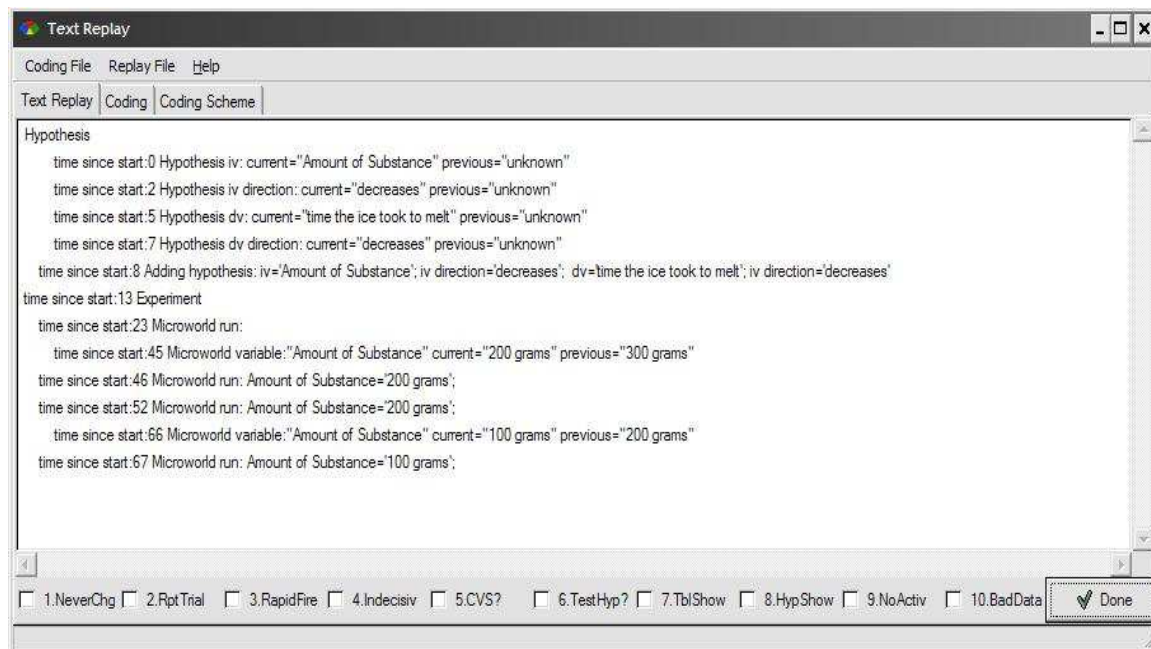 Text Replay
Coding File Replay File Help
Text Replay Coding Coding Scheme
Hypothesis
time since start:0 Hypothesis iv: current="Amount of Substance" previous="unknown"
time since start:2 Hypothesis iv direction: current="decreases" previous="unknown"
time since start:5 Hypothesis dv: current="time the ice took to melt" previous="unknown"
time since start:7 Hypothesis dv direction: current="decreases" previous="unknown"
time since start:8 Adding hypothesis: iv='Amount of Substance'; iv direction='decreases'; dv='time the ice took to melt'; iv direction='decreases'
time since start:13 Experiment
time since start:23 Microworld run:
time since start:45 Microworld variable:"Amount of Substance" current="200 grams" previous="300 grams"
time since start:46 Microworld run: Amount of Substance='200 grams';
time since start:52 Microworld run: Amount of Substance='200 grams';
time since start:66 Microworld variable:"Amount of Substance" current="100 grams" previous="200 grams"
time since start:67 Microworld run: Amount of Substance='100 grams';
1.NeverChg 2.RptTrial 3.RapidFire 4.Indecisiv 5.CVS? 6.TestHyp? 7.TblShow 8.HypShow 9.NoActiv 10.BadData Done